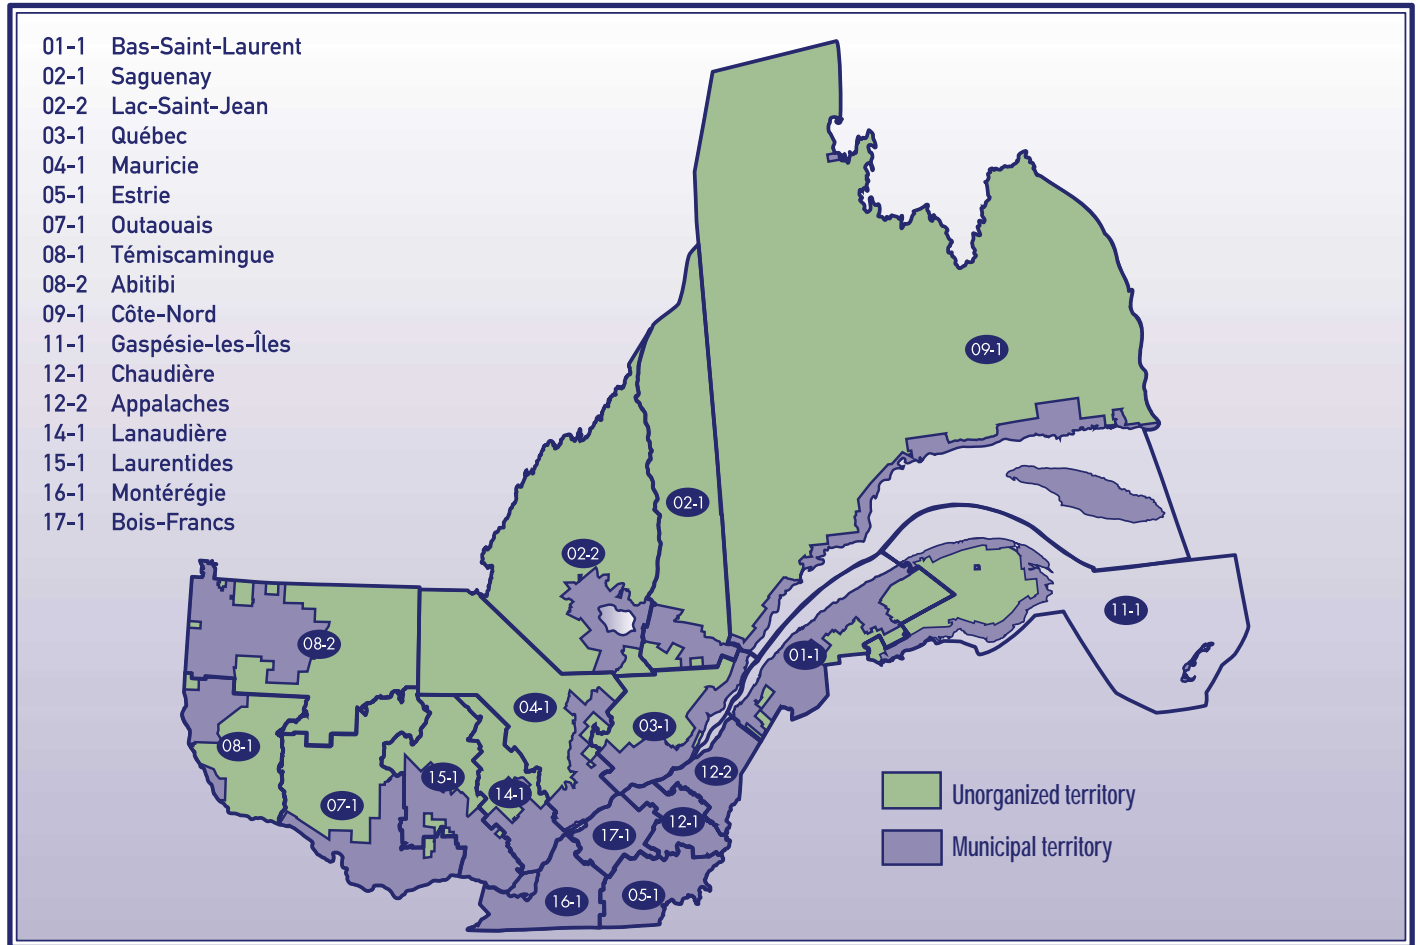 01-1 Bas-Saint-Laurent
02-1 Saguenay
02-2 Lac-Saint-Jean
03-1 Québec
04-1 Mauricie
05-1 Estrie
07-1 Outaouais
08-1 Témiscamingue
08-2 Abitibi
09-1 Côte-Nord
11-1 Gaspésie-les-Îles
12-1 Chaudière
12-2 Appalaches
14-1 Lanaudière
15-1 Laurentides
16-1 Montérégie
17-1 Bois-Francs
09-1
02-1
02-2
11-1
08-2
01-1
04-1
03-1
08-1
12-2
15-1
14-1
07-1
12-1
17-1
05-1
16-1
Unorganized territory
Municipal territory